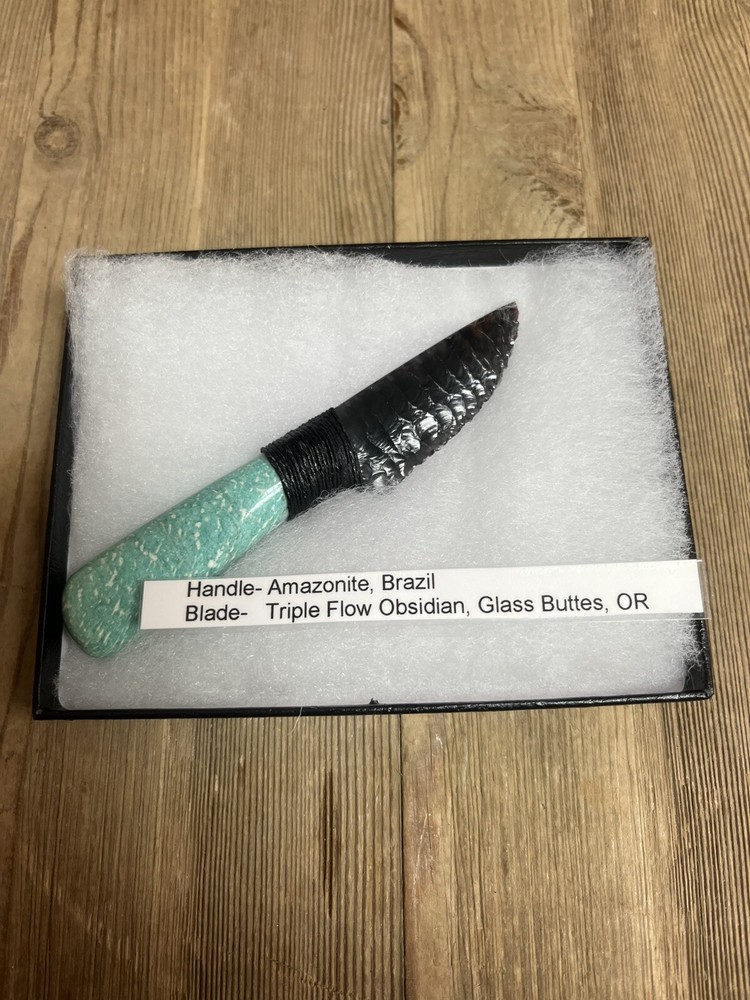 Handle- Amazonite, Brazil
Blade- Triple Flow Obsidian, Glass Buttes, OR